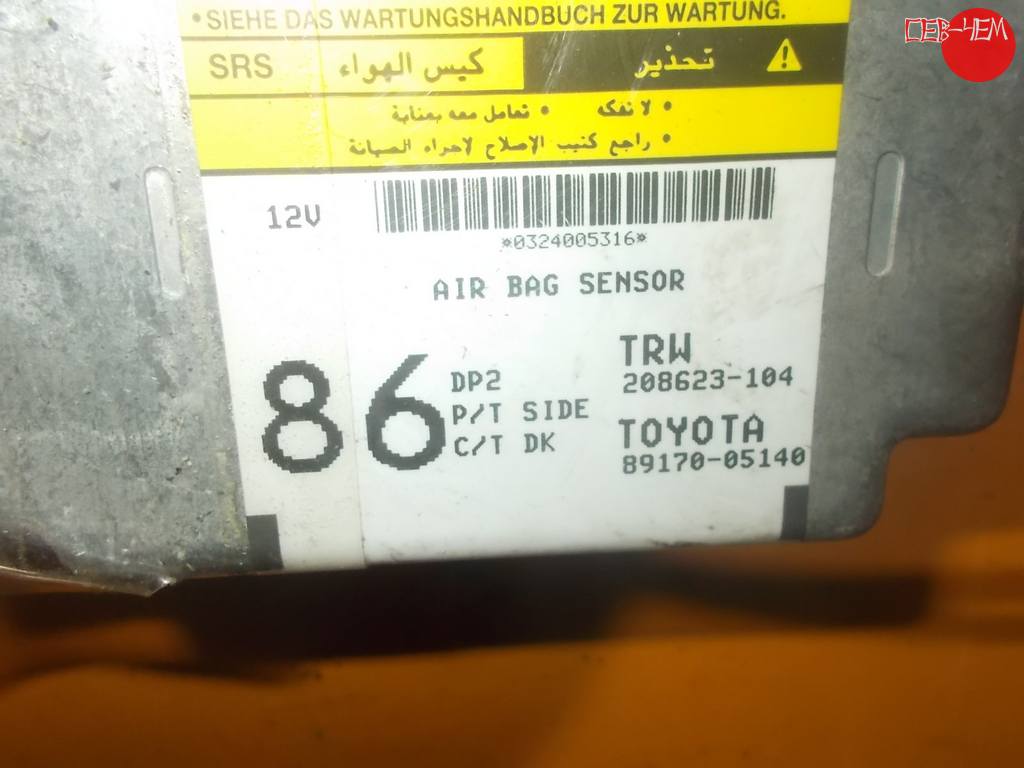 •SIEHE DAS WARTUNGSHANDBUCH ZUR WARTUNG.
SRS كيس الهواء تحذير
• لا تفكه • تعامل معه بعناية
• راجع كتيب الإصلاح لاجراء الصيانة
12V
*0324005316*
AIR BAG SENSOR
86
DP2
P/T SIDE
C/T DK
TRW
208623-104
TOYOTA
89170-05140